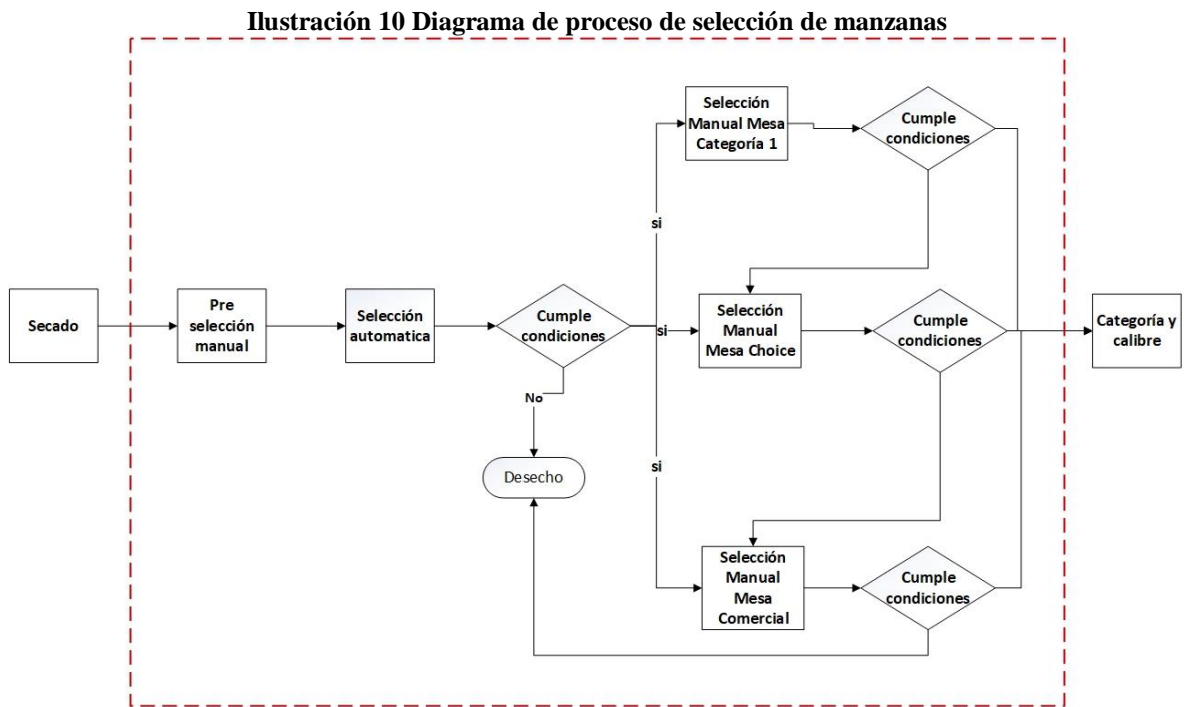 Ilustración 10 Diagrama de proceso de selección de manzanas
Secado
Pre
selección
manual
Selección
automatica
Cumple
condiciones
No
Desecho
si
si
si
Selección
Manual Mesa
Categoría 1
Cumple
condiciones
Selección
Manual
Mesa Choice
Cumple
condiciones
Selección
Manual
Mesa
Comercial
Cumple
condiciones
Categoría y
calibre